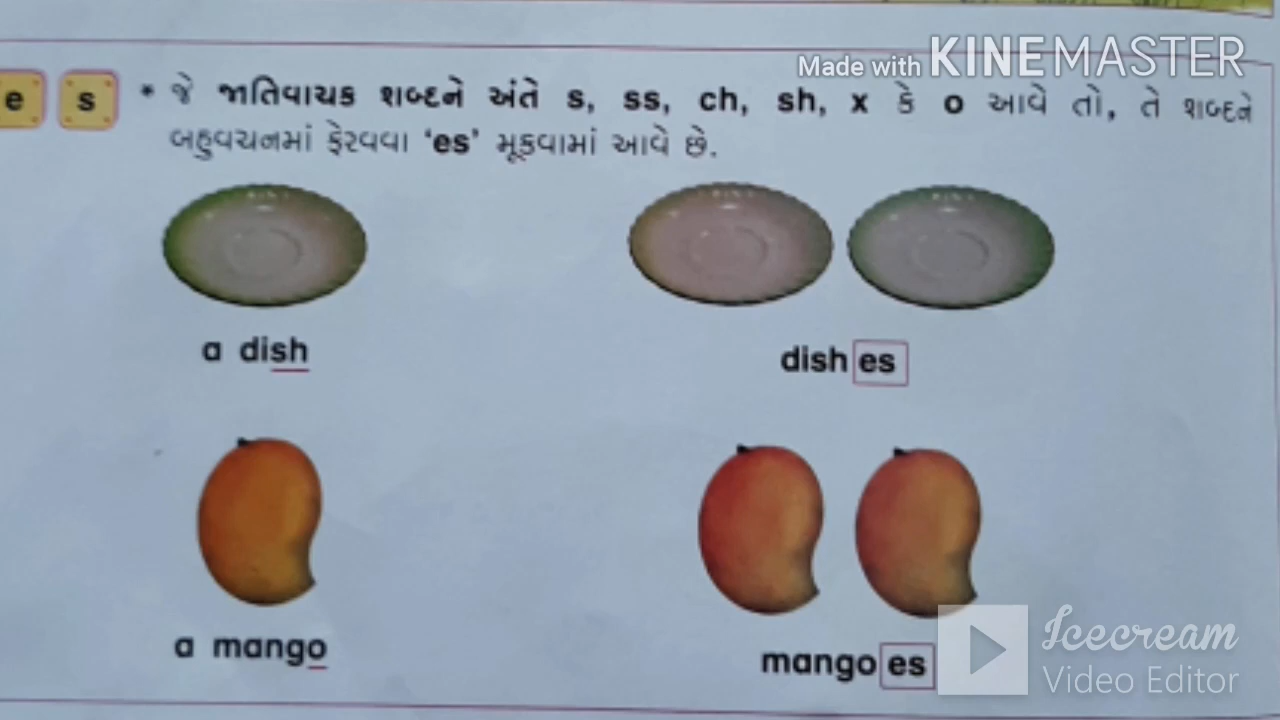 Made with KINEMASTER
e s * જે જાતિવાચક શબ્દને અંતે s, ss, ch, sh, x કે o આવે તો, તે શબ્દને
બહુવચનમાં ફેરવવા ‘es’ મૂકવામાં આવે છે.
a dish
dish es
a mango
mango es
Icecream
Video Editor